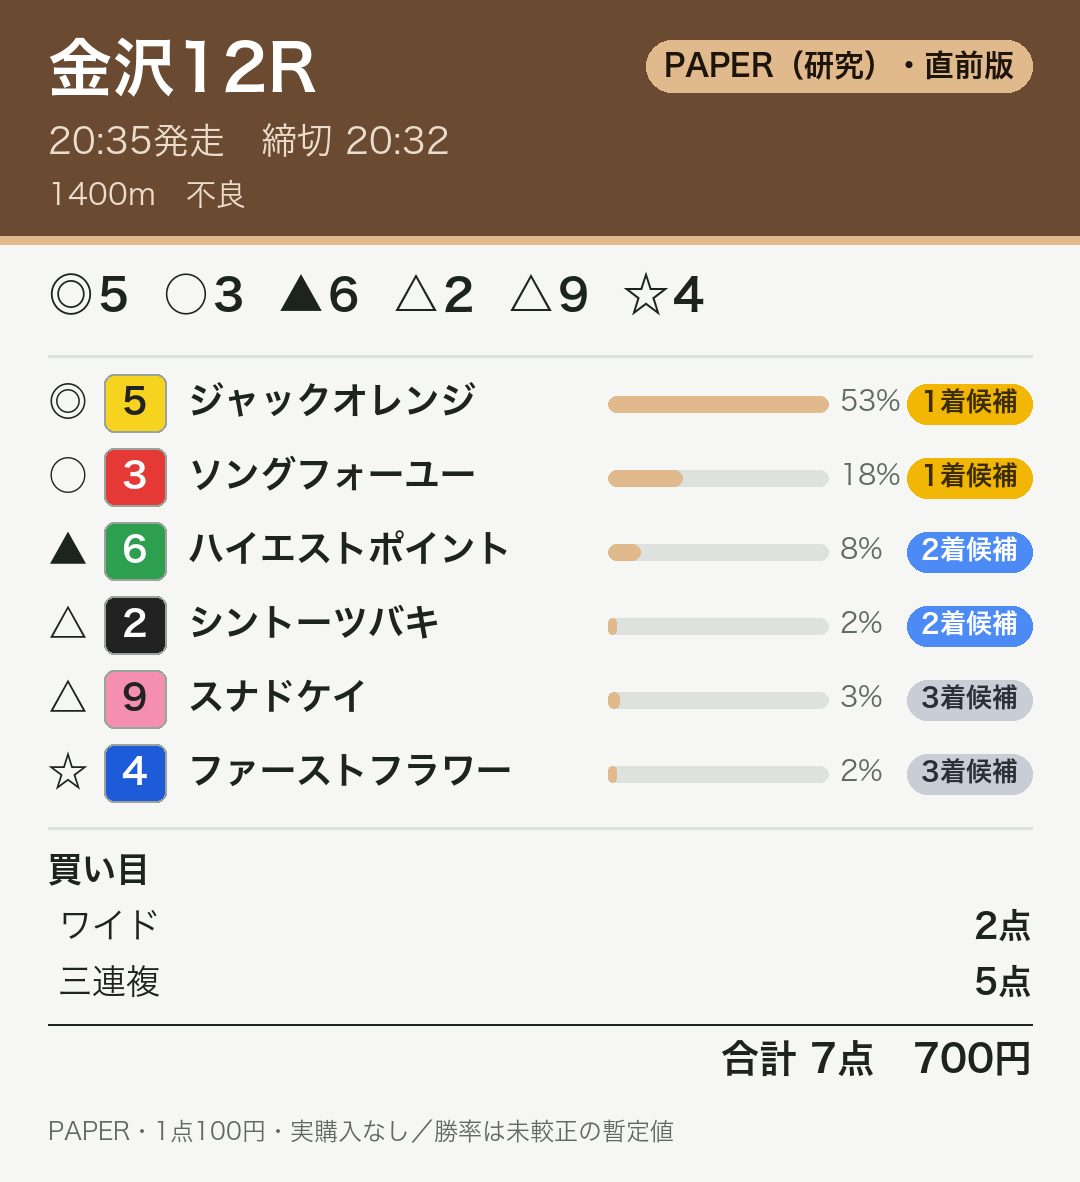 金沢12R
PAPER（研究）・直前版
20:35発走　締切 20:32
1400m　不良
◎5 ○3 ▲6 △2 △9 ☆4
◎ 5 ジャックオレンジ 53% 1着候補
○ 3 ソングフォーユー 18% 1着候補
▲ 6 ハイエストポイント 8% 2着候補
△ 2 シントーツバキ 2% 2着候補
△ 9 スナドケイ 3% 3着候補
☆ 4 ファーストフラワー 2% 3着候補
買い目
ワイド 2点
三連複 5点
合計 7点　700円
PAPER・1点100円・実購入なし／勝率は未較正の暫定値